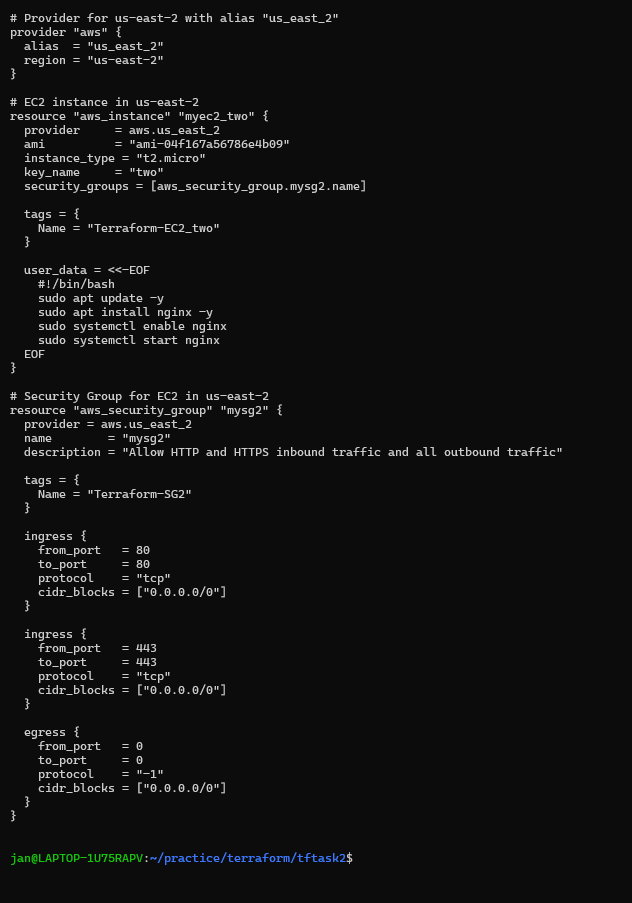 # Provider for us-east-2 with alias "us_east_2"
provider "aws" {
  alias  = "us_east_2"
  region = "us-east-2"
}

# EC2 instance in us-east-2
resource "aws_instance" "myec2_two" {
  provider     = aws.us_east_2
  ami          = "ami-04f167a56786e4b09"
  instance_type = "t2.micro"
  key_name     = "two"
  security_groups = [aws_security_group.mysg2.name]

  tags = {
    Name = "Terraform-EC2_two"
  }

  user_data = <<-EOF
    #!/bin/bash
    sudo apt update -y
    sudo apt install nginx -y
    sudo systemctl enable nginx
    sudo systemctl start nginx
  EOF
}

# Security Group for EC2 in us-east-2
resource "aws_security_group" "mysg2" {
  provider = aws.us_east_2
  name        = "mysg2"
  description = "Allow HTTP and HTTPS inbound traffic and all outbound traffic"

  tags = {
    Name = "Terraform-SG2"
  }

  ingress {
    from_port   = 80
    to_port     = 80
    protocol    = "tcp"
    cidr_blocks = ["0.0.0.0/0"]
  }

  ingress {
    from_port   = 443
    to_port     = 443
    protocol    = "tcp"
    cidr_blocks = ["0.0.0.0/0"]
  }

  egress {
    from_port   = 0
    to_port     = 0
    protocol    = "-1"
    cidr_blocks = ["0.0.0.0/0"]
  }
}

jan@LAPTOP-1U75RAPV:~/practice/terraform/tftask2$